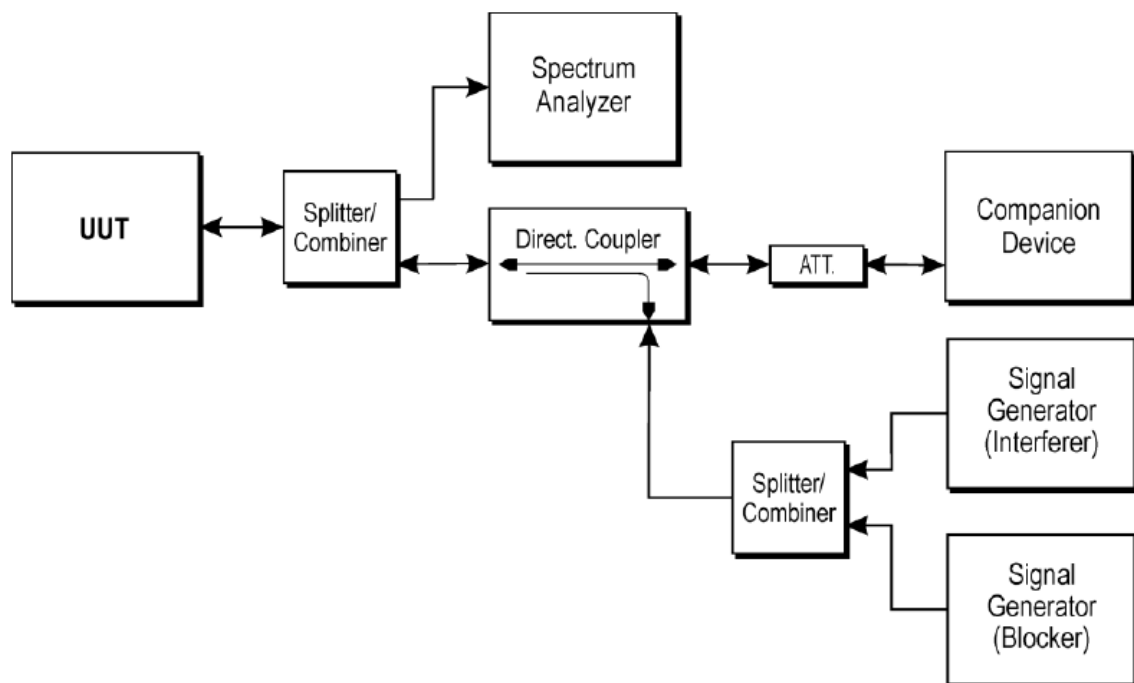 Spectrum
Analyzer
UUT
Splitter/
Combiner
Direct. Coupler
ATT.
Companion
Device
Signal
Generator
(Interferer)
Splitter/
Combiner
Signal
Generator
(Blocker)